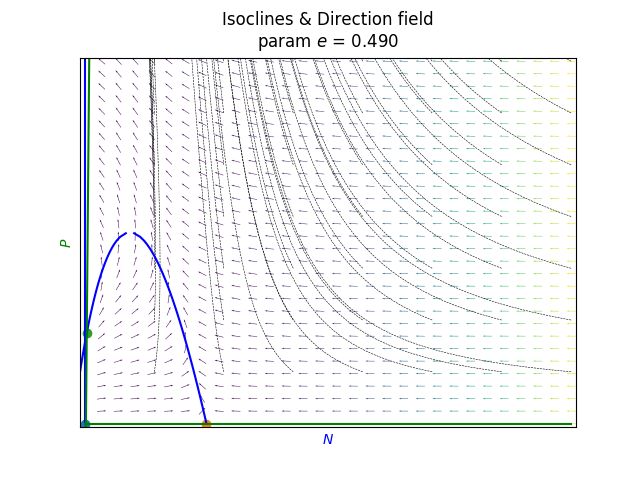 Isoclines & Direction field
param e = 0.490
P
N